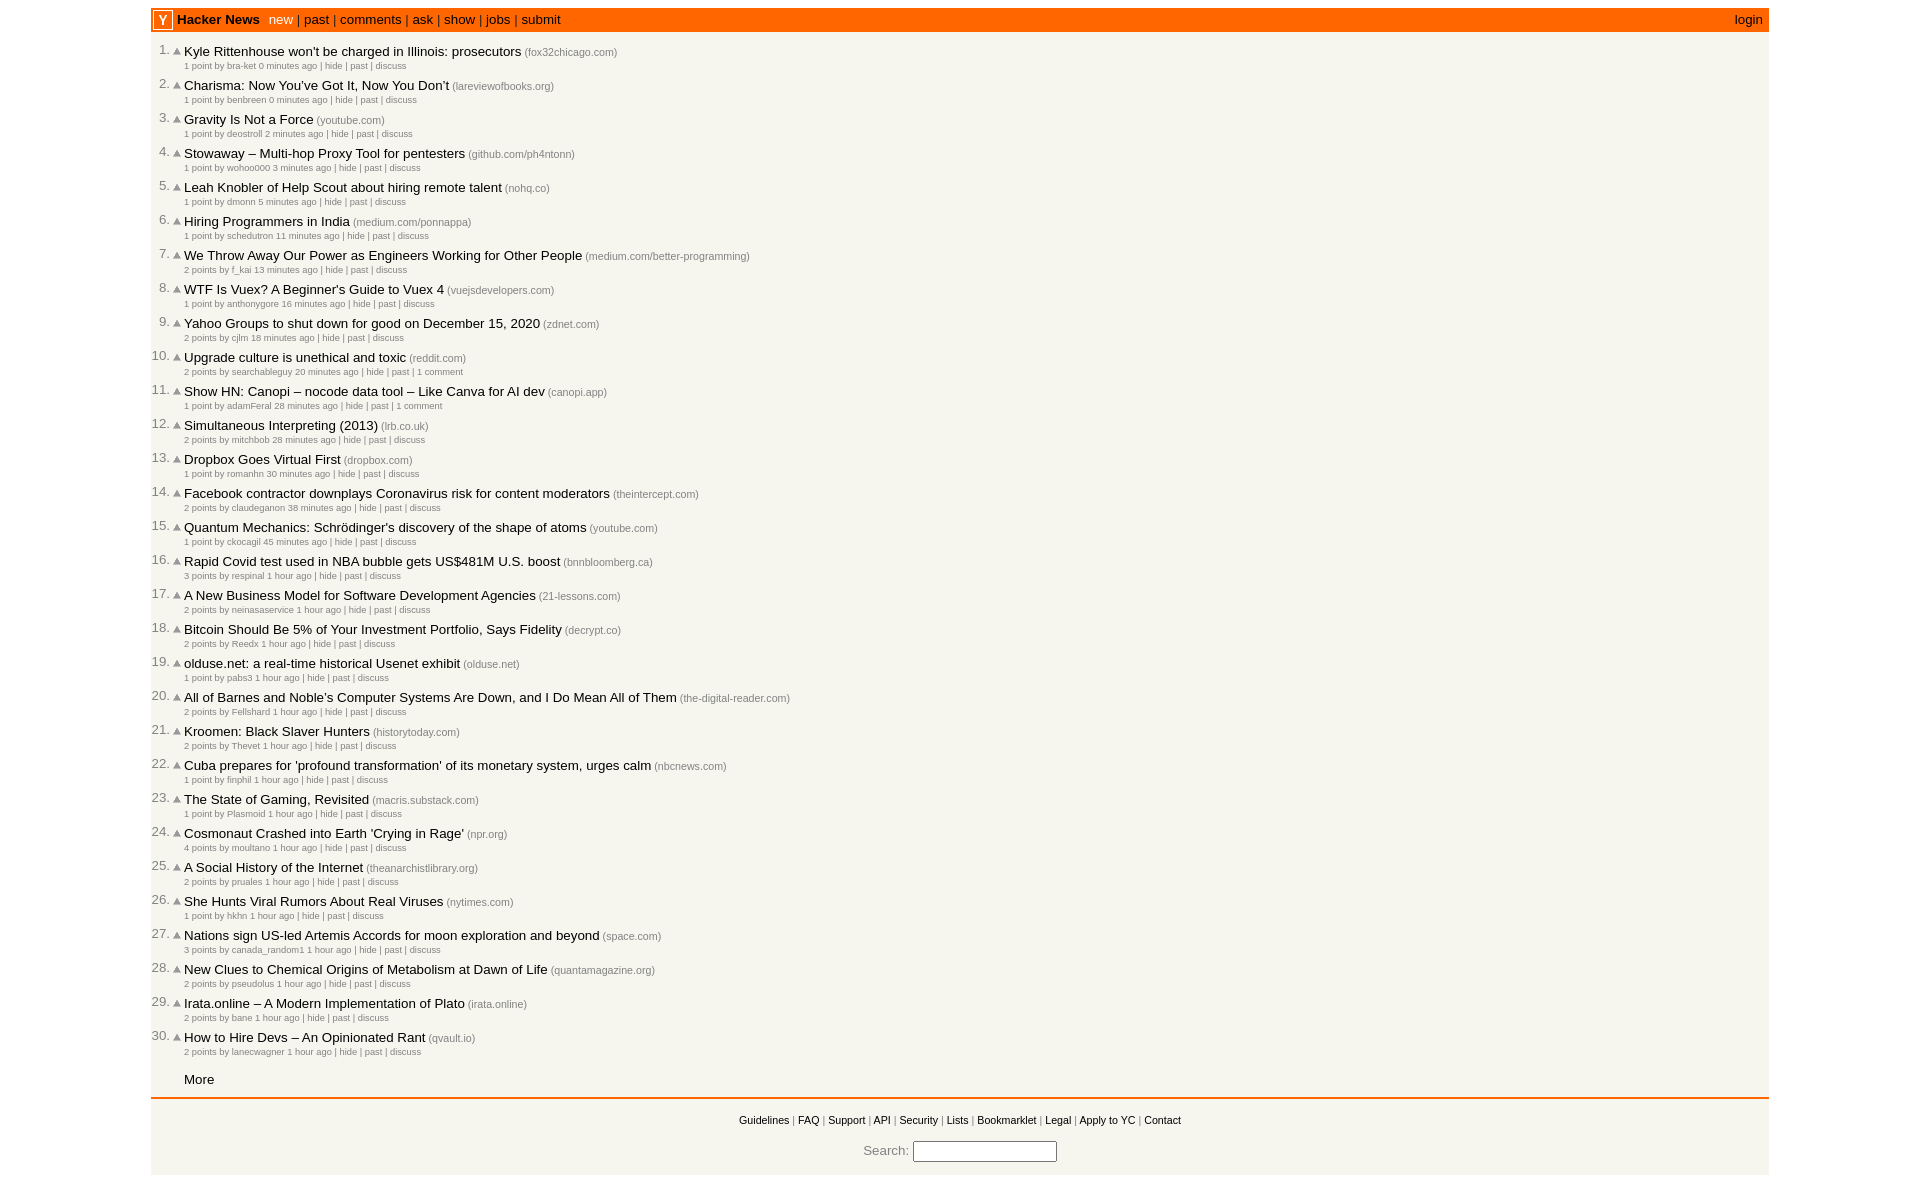 Y Hacker News new | past | comments | ask | show | jobs | submit login
1. Kyle Rittenhouse won't be charged in Illinois: prosecutors (fox32chicago.com)
1 point by bra-ket 0 minutes ago | hide | past | discuss
2. Charisma: Now You’ve Got It, Now You Don’t (lareviewofbooks.org)
1 point by benbreen 0 minutes ago | hide | past | discuss
3. Gravity Is Not a Force (youtube.com)
1 point by deostroll 2 minutes ago | hide | past | discuss
4. Stowaway – Multi-hop Proxy Tool for pentesters (github.com/ph4ntonn)
1 point by wohoo000 3 minutes ago | hide | past | discuss
5. Leah Knobler of Help Scout about hiring remote talent (nohq.co)
1 point by dmonn 5 minutes ago | hide | past | discuss
6. Hiring Programmers in India (medium.com/ponnappa)
1 point by schedutron 11 minutes ago | hide | past | discuss
7. We Throw Away Our Power as Engineers Working for Other People (medium.com/better-programming)
2 points by f_kai 13 minutes ago | hide | past | discuss
8. WTF Is Vuex? A Beginner's Guide to Vuex 4 (vuejsdevelopers.com)
1 point by anthonygore 16 minutes ago | hide | past | discuss
9. Yahoo Groups to shut down for good on December 15, 2020 (zdnet.com)
2 points by cjlm 18 minutes ago | hide | past | discuss
10. Upgrade culture is unethical and toxic (reddit.com)
2 points by searchableguy 20 minutes ago | hide | past | 1 comment
11. Show HN: Canopi – nocode data tool – Like Canva for AI dev (canopi.app)
1 point by adamFeral 28 minutes ago | hide | past | 1 comment
12. Simultaneous Interpreting (2013) (lrb.co.uk)
2 points by mitchbob 28 minutes ago | hide | past | discuss
13. Dropbox Goes Virtual First (dropbox.com)
1 point by romanhn 30 minutes ago | hide | past | discuss
14. Facebook contractor downplays Coronavirus risk for content moderators (theintercept.com)
2 points by claudeganon 38 minutes ago | hide | past | discuss
15. Quantum Mechanics: Schrödinger's discovery of the shape of atoms (youtube.com)
1 point by ckocagil 45 minutes ago | hide | past | discuss
16. Rapid Covid test used in NBA bubble gets US$481M U.S. boost (bnnbloomberg.ca)
3 points by respinal 1 hour ago | hide | past | discuss
17. A New Business Model for Software Development Agencies (21-lessons.com)
2 points by neinasaservice 1 hour ago | hide | past | discuss
18. Bitcoin Should Be 5% of Your Investment Portfolio, Says Fidelity (decrypt.co)
2 points by Reedx 1 hour ago | hide | past | discuss
19. olduse.net: a real-time historical Usenet exhibit (olduse.net)
1 point by pabs3 1 hour ago | hide | past | discuss
20. All of Barnes and Noble’s Computer Systems Are Down, and I Do Mean All of Them (the-digital-reader.com)
2 points by Fellshard 1 hour ago | hide | past | discuss
21. Kroomen: Black Slaver Hunters (historytoday.com)
2 points by Thevet 1 hour ago | hide | past | discuss
22. Cuba prepares for 'profound transformation' of its monetary system, urges calm (nbcnews.com)
1 point by finphil 1 hour ago | hide | past | discuss
23. The State of Gaming, Revisited (macris.substack.com)
1 point by Plasmoid 1 hour ago | hide | past | discuss
24. Cosmonaut Crashed into Earth 'Crying in Rage' (npr.org)
4 points by moultano 1 hour ago | hide | past | discuss
25. A Social History of the Internet (theanarchistlibrary.org)
2 points by pruales 1 hour ago | hide | past | discuss
26. She Hunts Viral Rumors About Real Viruses (nytimes.com)
1 point by hkhn 1 hour ago | hide | past | discuss
27. Nations sign US-led Artemis Accords for moon exploration and beyond (space.com)
3 points by canada_random1 1 hour ago | hide | past | discuss
28. New Clues to Chemical Origins of Metabolism at Dawn of Life (quantamagazine.org)
2 points by pseudolus 1 hour ago | hide | past | discuss
29. Irata.online – A Modern Implementation of Plato (irata.online)
2 points by bane 1 hour ago | hide | past | discuss
30. How to Hire Devs – An Opinionated Rant (qvault.io)
2 points by lanecwagner 1 hour ago | hide | past | discuss
More
Guidelines | FAQ | Support | API | Security | Lists | Bookmarklet | Legal | Apply to YC | Contact
Search: